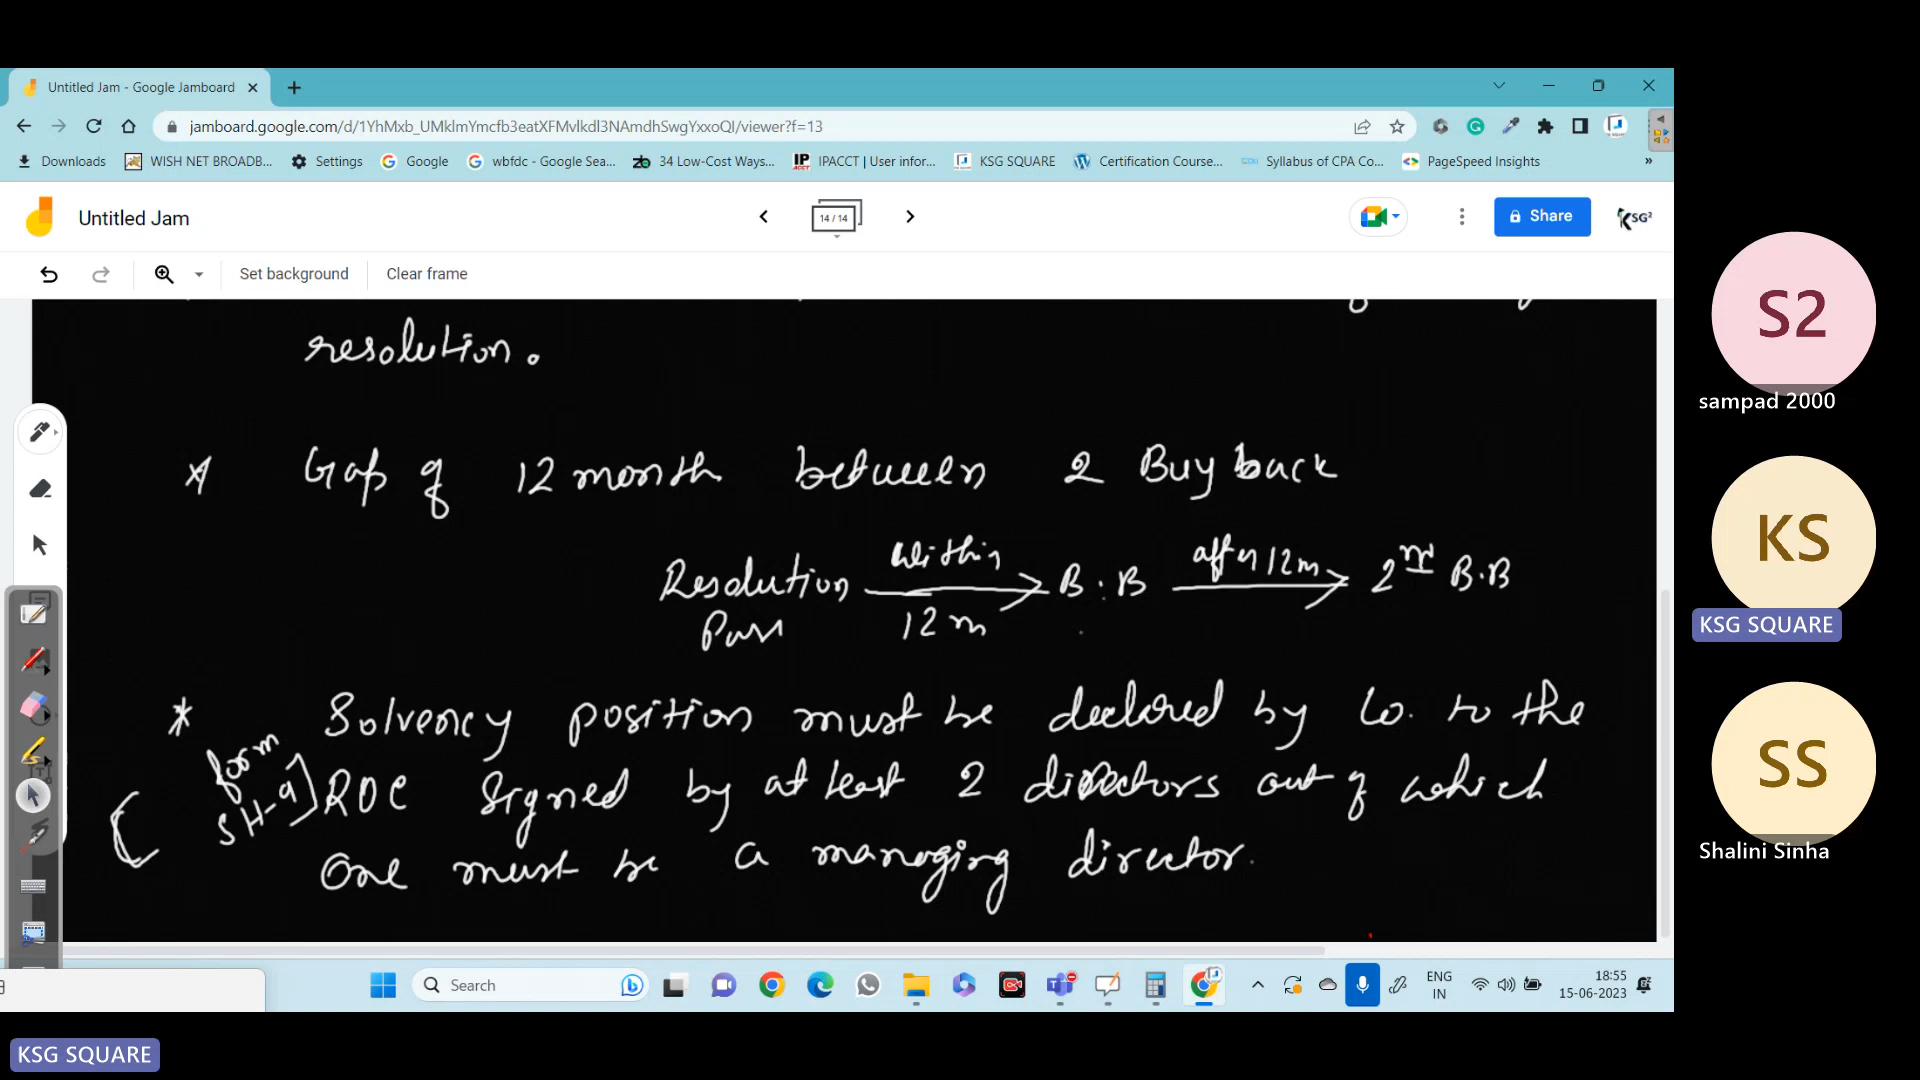 Untitled Jam - Google Jamboard
jamboard.google.com/d/1YhMxb_UMklmYmcfb3eatXFMvlkdl3NAmdhSwgYxxoQI/viewer?f=13
Downloads WISH NET BROADB... Settings Google wbfdc - Google Sea... 34 Low-Cost Ways... IPACCT | User infor... KSG SQUARE Certification Course... Syllabus of CPA Co... PageSpeed Insights »
Untitled Jam 14 / 14 Share KSG²
Set background Clear frame
resolution.
* Gap of 12 month between 2 Buy back
Within after 12m
Resolution B.B 2nd B.B
Pass 12 m
* Solvency position must be declared by Co. to the
form
SH-9
ROC signed by at least 2 directors out of which
One must be a managing director.
S2
sampad 2000
KS
KSG SQUARE
SS
Shalini Sinha
Search
ENG
IN
18:55
15-06-2023
KSG SQUARE